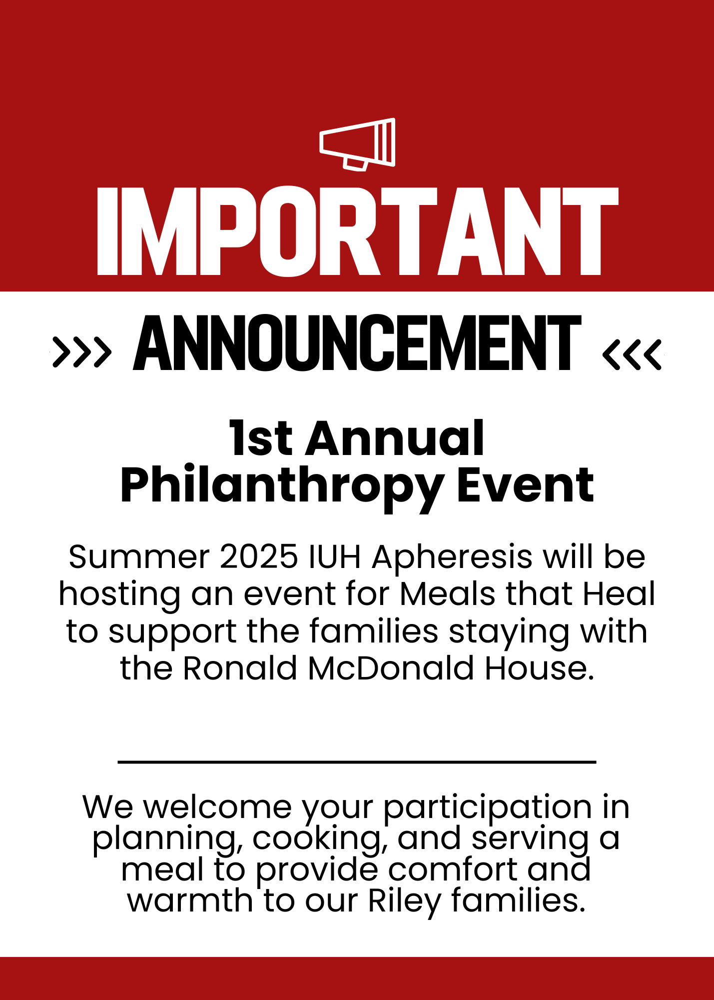 IMPORTANT
>>> ANNOUNCEMENT <<<
1st Annual
Philanthropy Event
Summer 2025 IUH Apheresis will be
hosting an event for Meals that Heal
to support the families staying with
the Ronald McDonald House.
We welcome your participation in
planning, cooking, and serving a
meal to provide comfort and
warmth to our Riley families.